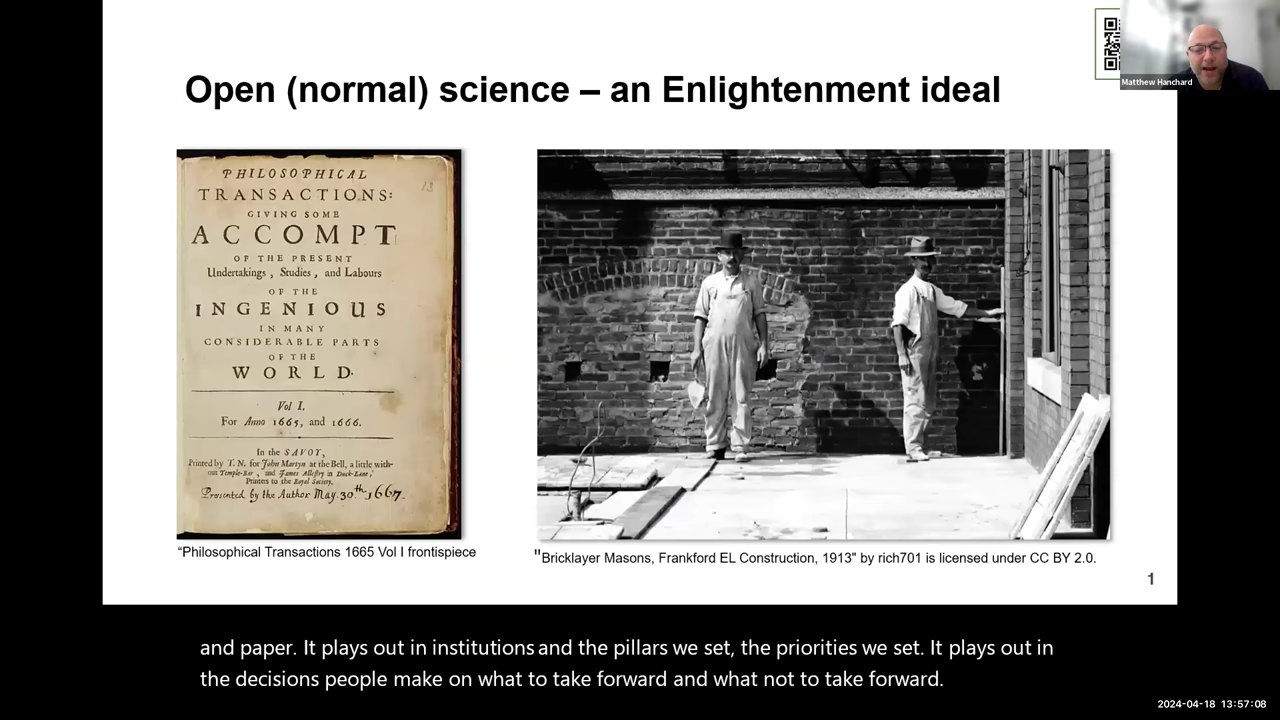 Open (normal) science – an Enlightenment ideal
Matthew Hanchard
PHILOSOPHICAL
TRANSACTIONS:
GIVING SOME
ACCOMPT
OF THE PRESENT
Undertakings, Studies, and Labours
OF THE
INGENIOUS
IN MANY
CONSIDERABLE PARTS
OF THE
WORLD.
Vol I.
For Anno 1665, and 1666.
In the SAVOY,
Printed by T. N. for John Martyn at the Bell, a little with-
out Temple-Bar, and James Allestry in Duck-Lane,
Printers to the Royal Society.
Presented by the Author May. 30th 1667.
13
“Philosophical Transactions 1665 Vol I frontispiece
"Bricklayer Masons, Frankford EL Construction, 1913" by rich701 is licensed under CC BY 2.0.
1
and paper. It plays out in institutions and the pillars we set, the priorities we set. It plays out in
the decisions people make on what to take forward and what not to take forward.
2024-04-18 13:57:08